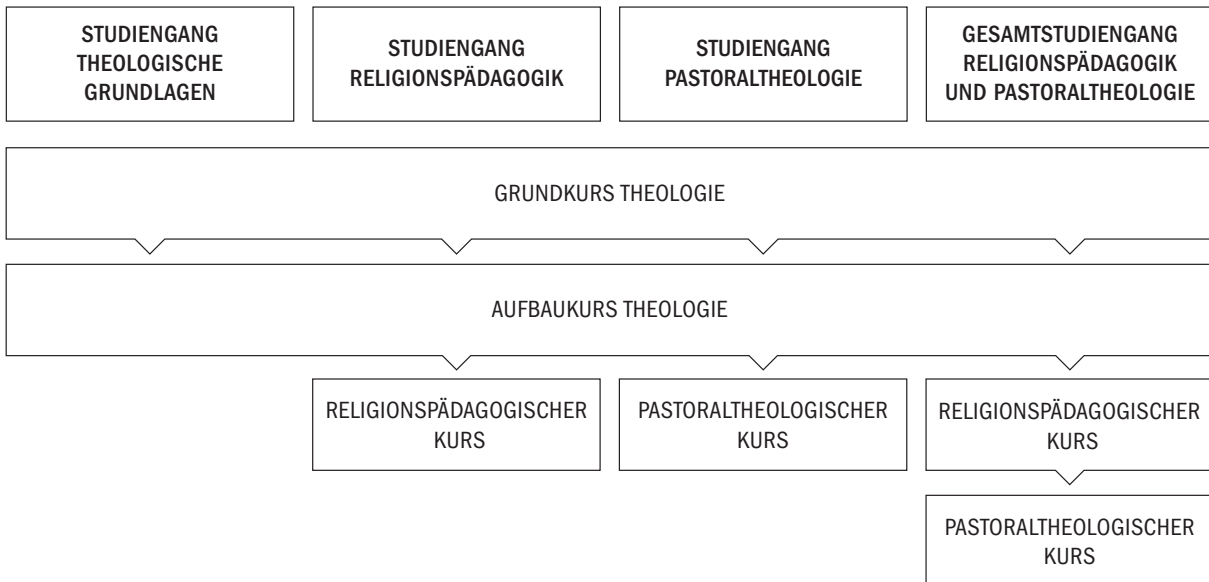 STUDIENGANG
THEOLOGISCHE
GRUNDLAGEN
STUDIENGANG
RELIGIONSPÄDAGOGIK
STUDIENGANG
PASTORALTHEOLOGIE
GESAMTSTUDIENGANG
RELIGIONSPÄDAGOGIK
UND PASTORALTHEOLOGIE
GRUNDKURS THEOLOGIE
AUFBAUKURS THEOLOGIE
RELIGIONSPÄDAGOGISCHER
KURS
PASTORALTHEOLOGISCHER
KURS
RELIGIONSPÄDAGOGISCHER
KURS
PASTORALTHEOLOGISCHER
KURS